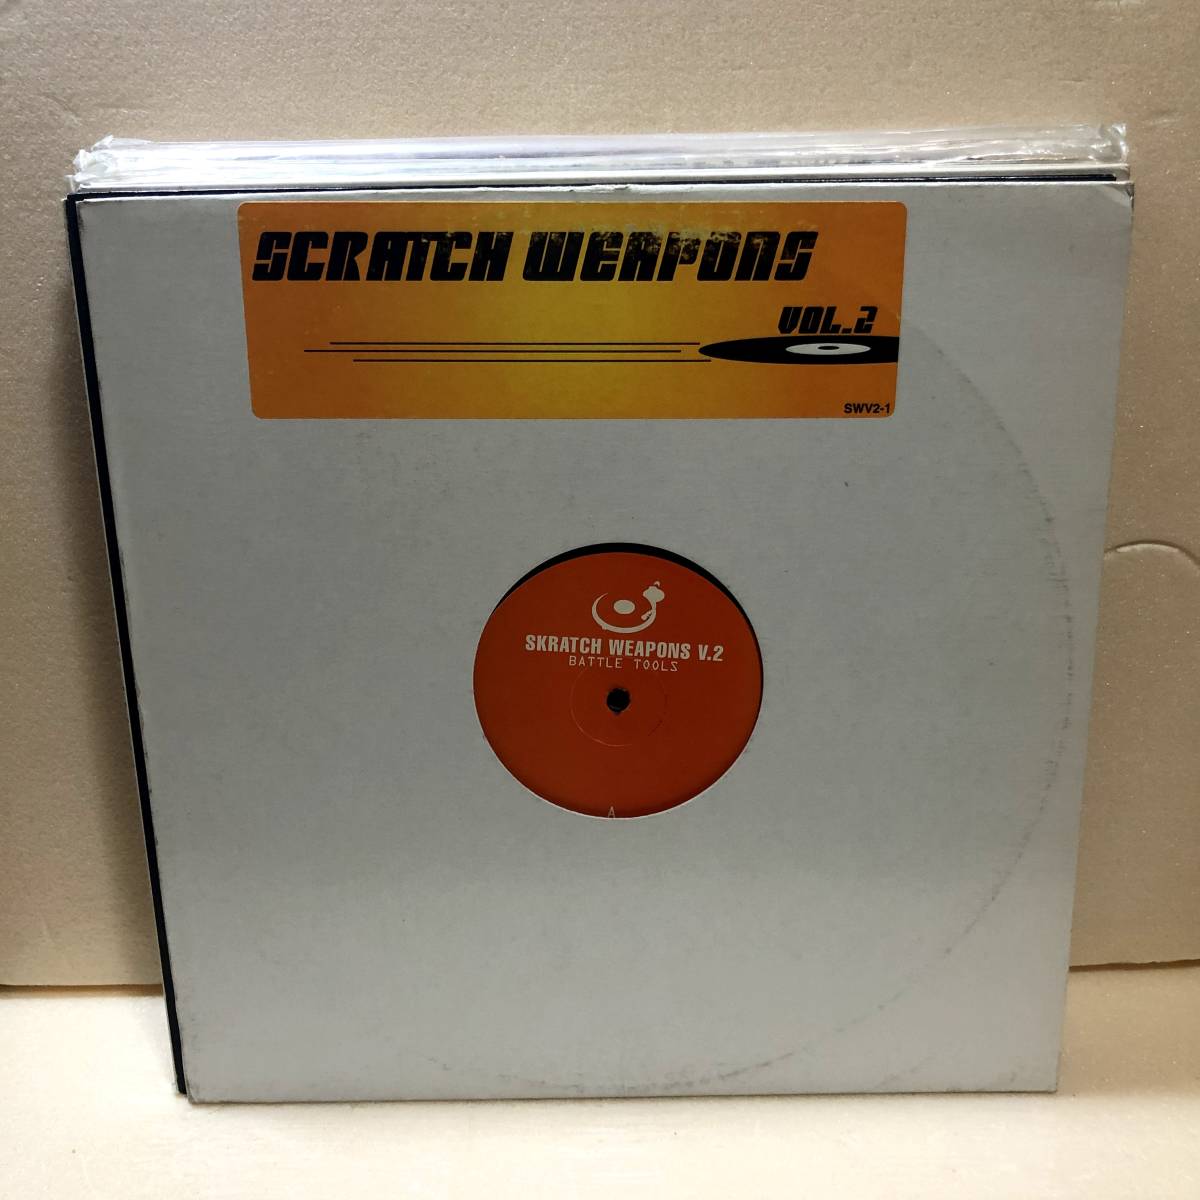 SCRATCH WEAPONS
VOL.2
SWV2-1
SKRATCH WEAPONS V.2
BATTLE TOOLS
A